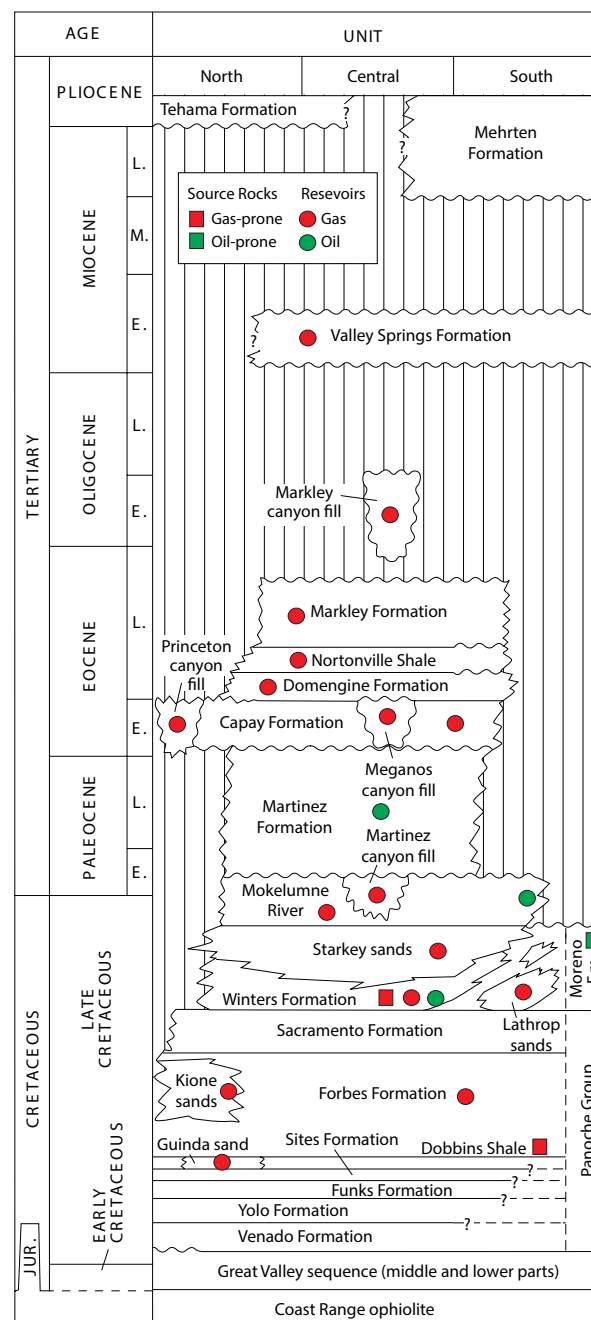 AGE
UNIT
North
Central
South
TERTIARY
PLIOCENE
Tehama Formation
?
?
Mehrten
Formation
MIOCENE
L.
M.
E.
Source Rocks
Resevoirs
Gas-prone
Gas
Oil-prone
Oil
?
Valley Springs Formation
OLIGOCENE
L.
E.
Markley
canyon fill
EOCENE
L.
E.
Markley Formation
Princeton
canyon
fill
Nortonville Shale
Domengine Formation
Capay Formation
Meganos
canyon fill
PALEOCENE
L.
E.
Martinez
Formation
Martinez
canyon fill
Mokelumne
River
CRETACEOUS
LATE
CRETACEOUS
Starkey sands
Moreno
Winters Formation
Lathrop
sands
Sacramento Formation
Kione
sands
Forbes Formation
Panoche Group
Guinda sand
Sites Formation
Dobbins Shale
?
Funks Formation
?
EARLY
CRETACEOUS
Yolo Formation
?
Venado Formation
JUR.
Great Valley sequence (middle and lower parts)
Coast Range ophiolite